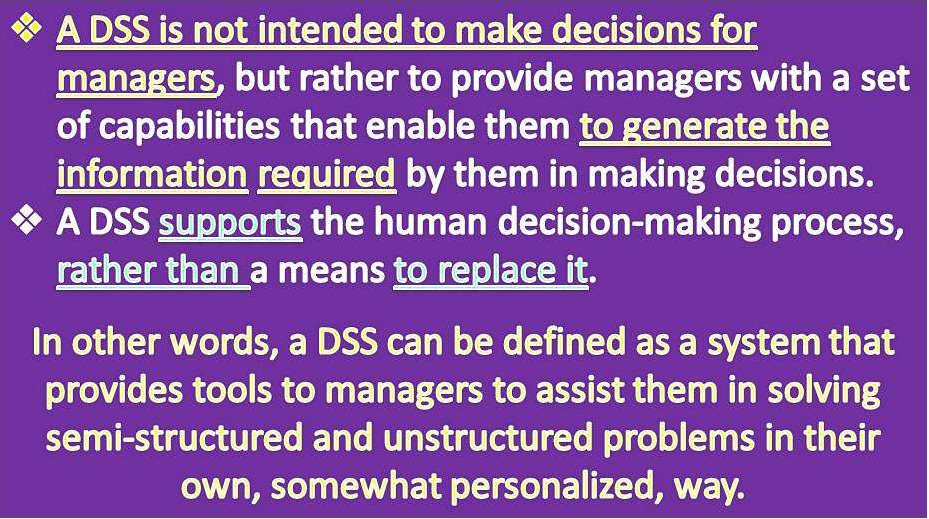 ❖ A DSS is not intended to make decisions for
managers, but rather to provide managers with a set
of capabilities that enable them to generate the
information required by them in making decisions.
❖ A DSS supports the human decision-making process,
rather than a means to replace it.
In other words, a DSS can be defined as a system that
provides tools to managers to assist them in solving
semi-structured and unstructured problems in their
own, somewhat personalized, way.